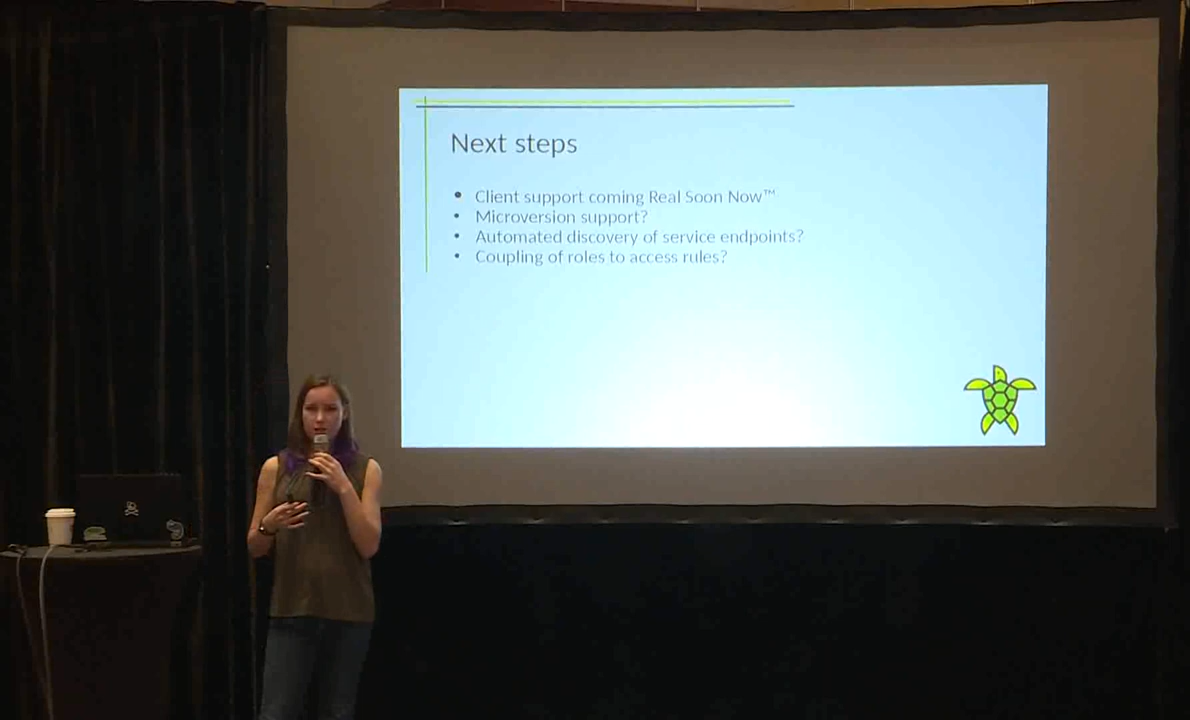 Next steps
Client support coming Real Soon Now™
Microversion support?
Automated discovery of service endpoints?
Coupling of roles to access rules?